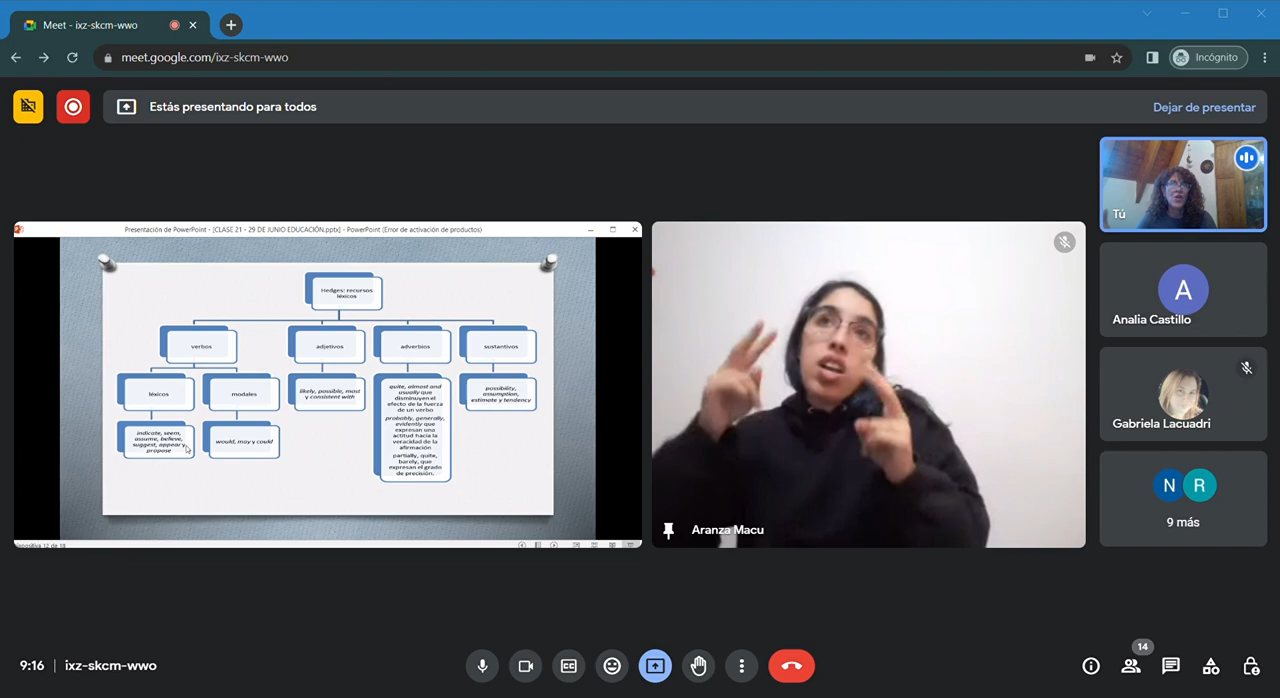 Meet - ixz-skcm-wwo
meet.google.com/ixz-skcm-wwo
Incógnito
Estás presentando para todos
Dejar de presentar
Presentación de PowerPoint - [CLASE 21 - 29 DE JUNIO EDUCACIÓN.pptx] - PowerPoint (Error de activación de productos)
Hedges: recursos
léxicos
verbos
adjetivos
adverbios
sustantivos
léxicos
modales
likely, possible, most
y consistent with
quite, almost and
usually que
disminuyen el
efecto de la fuerza
de un verbo
probably, generally,
evidently que
expresan una
actitud hacia la
veracidad de la
afirmación
partially, quite,
barely, que
expresan el grado
de precisión.
possibility,
assumption,
estimate y tendency
indicate, seem,
assume, believe,
suggest, appear y
propose
would, may y could
Diapositiva 12 de 18
Aranza Macu
Tú
A
Analia Castillo
Gabriela Lacuadri
N
R
9 más
9:16
ixz-skcm-wwo
14